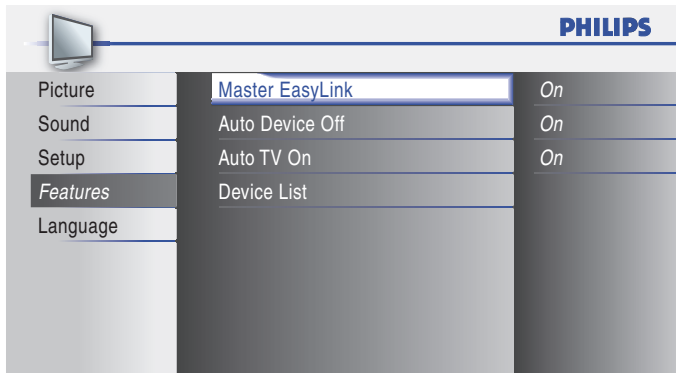 PHILIPS
Picture Master EasyLink On
Sound Auto Device Off On
Setup Auto TV On On
Features Device List
Language